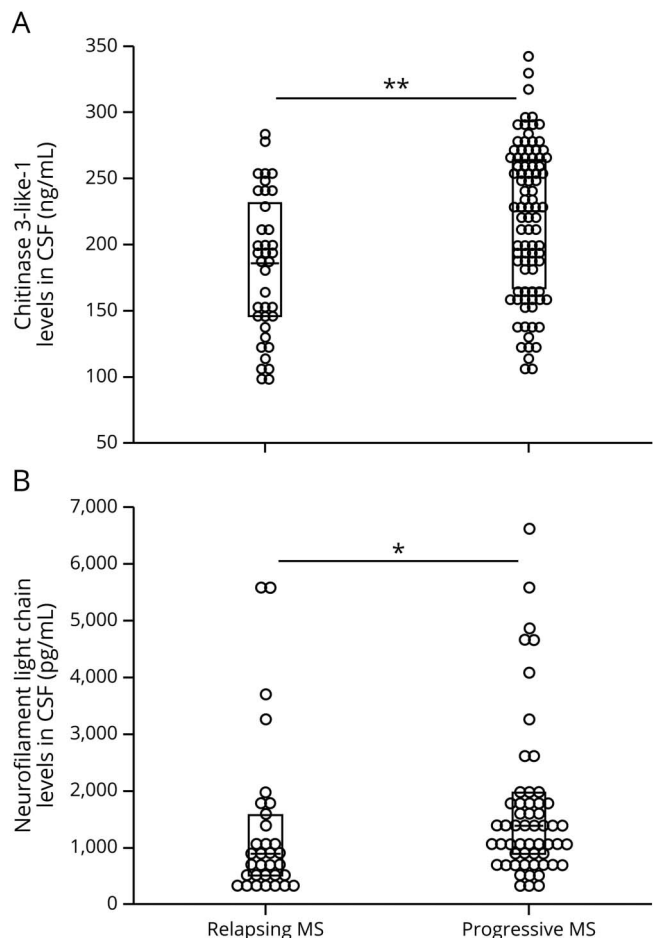 A
Chitinase 3-like-1
levels in CSF (ng/mL)
350
300
250
200
150
100
50
**
B
Neurofilament light chain
levels in CSF (pg/mL)
7,000
6,000
5,000
4,000
3,000
2,000
1,000
0
*
Relapsing MS
Progressive MS